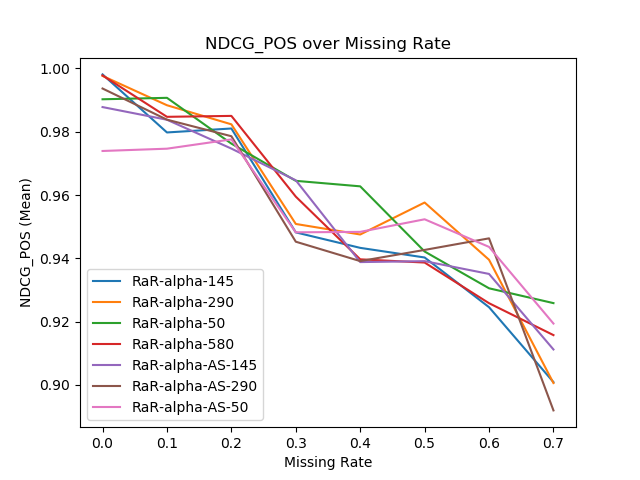 NDCG_POS over Missing Rate
NDCG_POS (Mean)
1.00
0.98
0.96
0.94
0.92
0.90
RaR-alpha-145
RaR-alpha-290
RaR-alpha-50
RaR-alpha-580
RaR-alpha-AS-145
RaR-alpha-AS-290
RaR-alpha-AS-50
0.0 0.1 0.2 0.3 0.4 0.5 0.6 0.7
Missing Rate